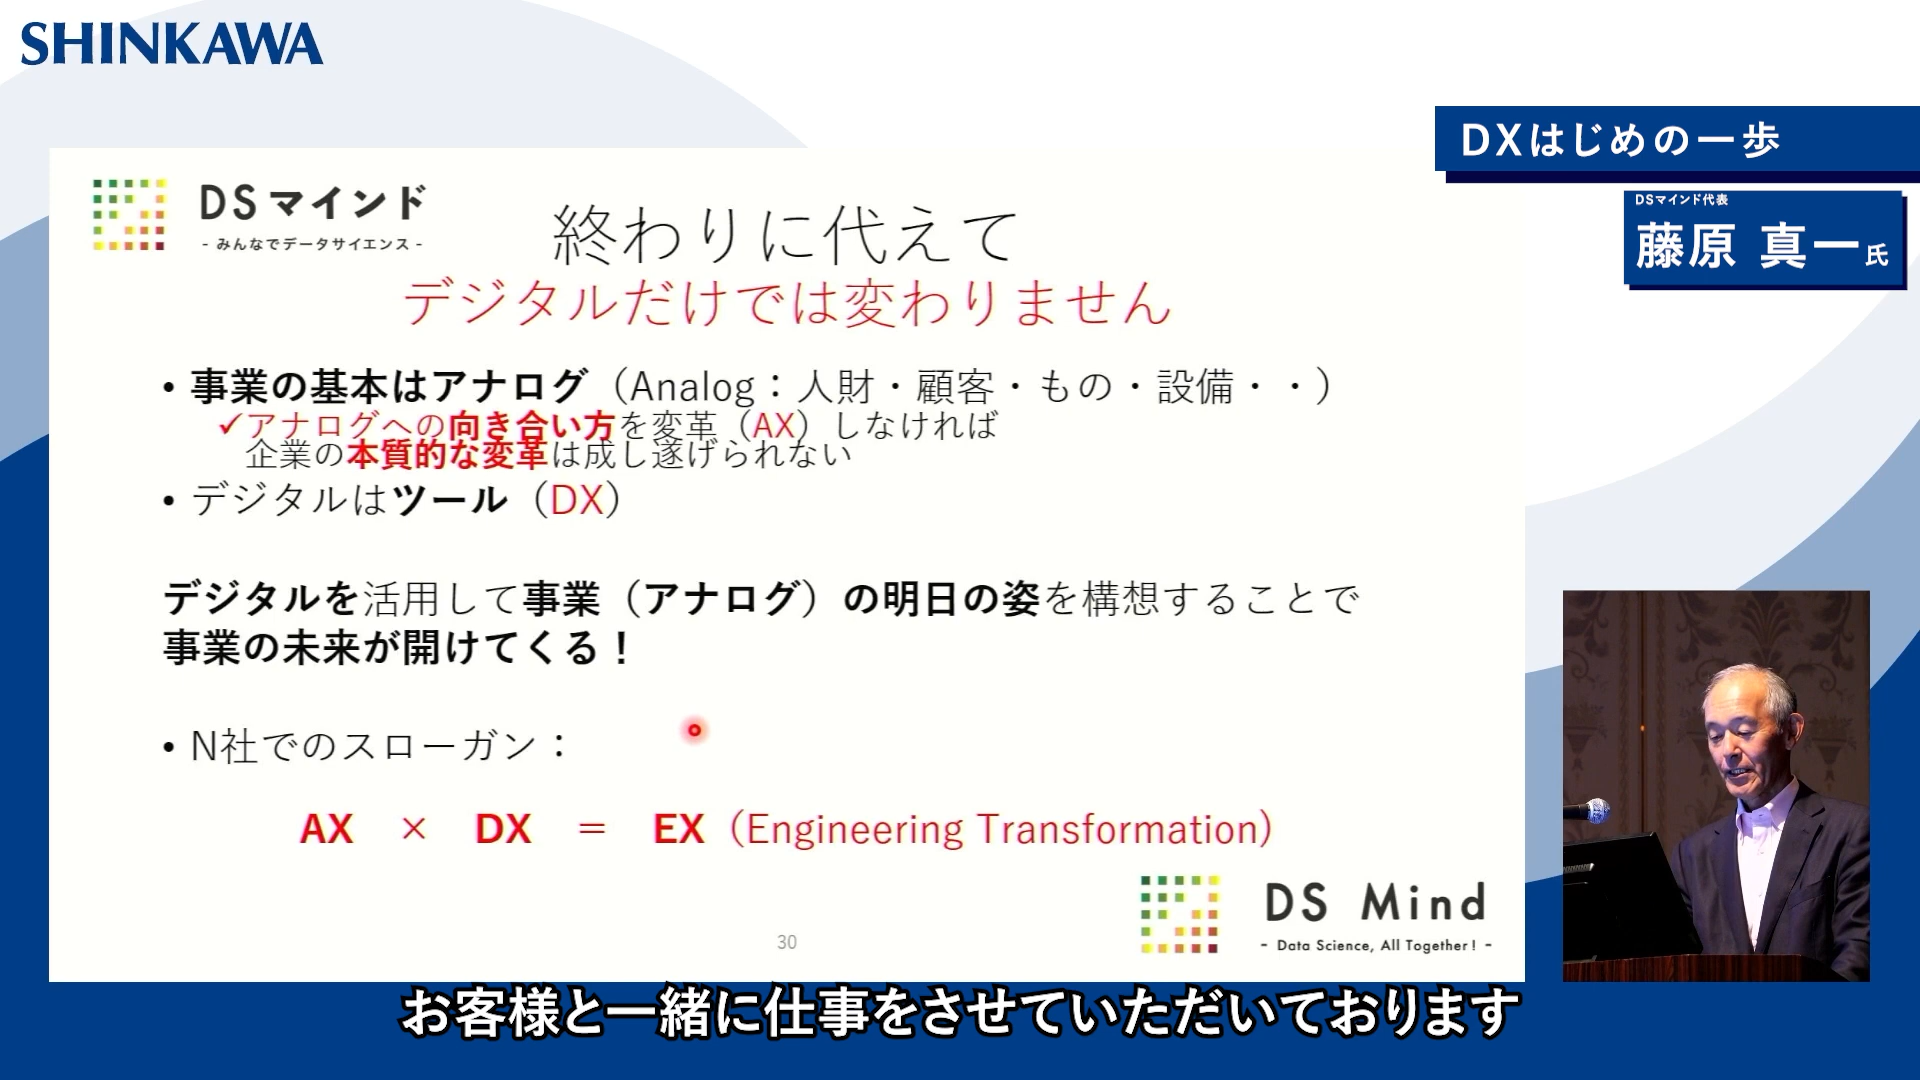 SHINKAWA
DXはじめの一歩
DSマインド代表
藤原 真一氏
DSマインド
- みんなでデータサイエンス -
終わりに代えて
デジタルだけでは変わりません
• 事業の基本はアナログ（Analog：人財・顧客・もの・設備・・）
✓アナログへの向き合い方を変革（AX）しなければ
企業の本質的な変革は成し遂げられない
• デジタルはツール（DX）
デジタルを活用して事業（アナログ）の明日の姿を構想することで
事業の未来が開けてくる！
• N社でのスローガン：
AX × DX = EX（Engineering Transformation）
30
DS Mind
- Data Science, All Together! -
お客様と一緒に仕事をさせていただいております